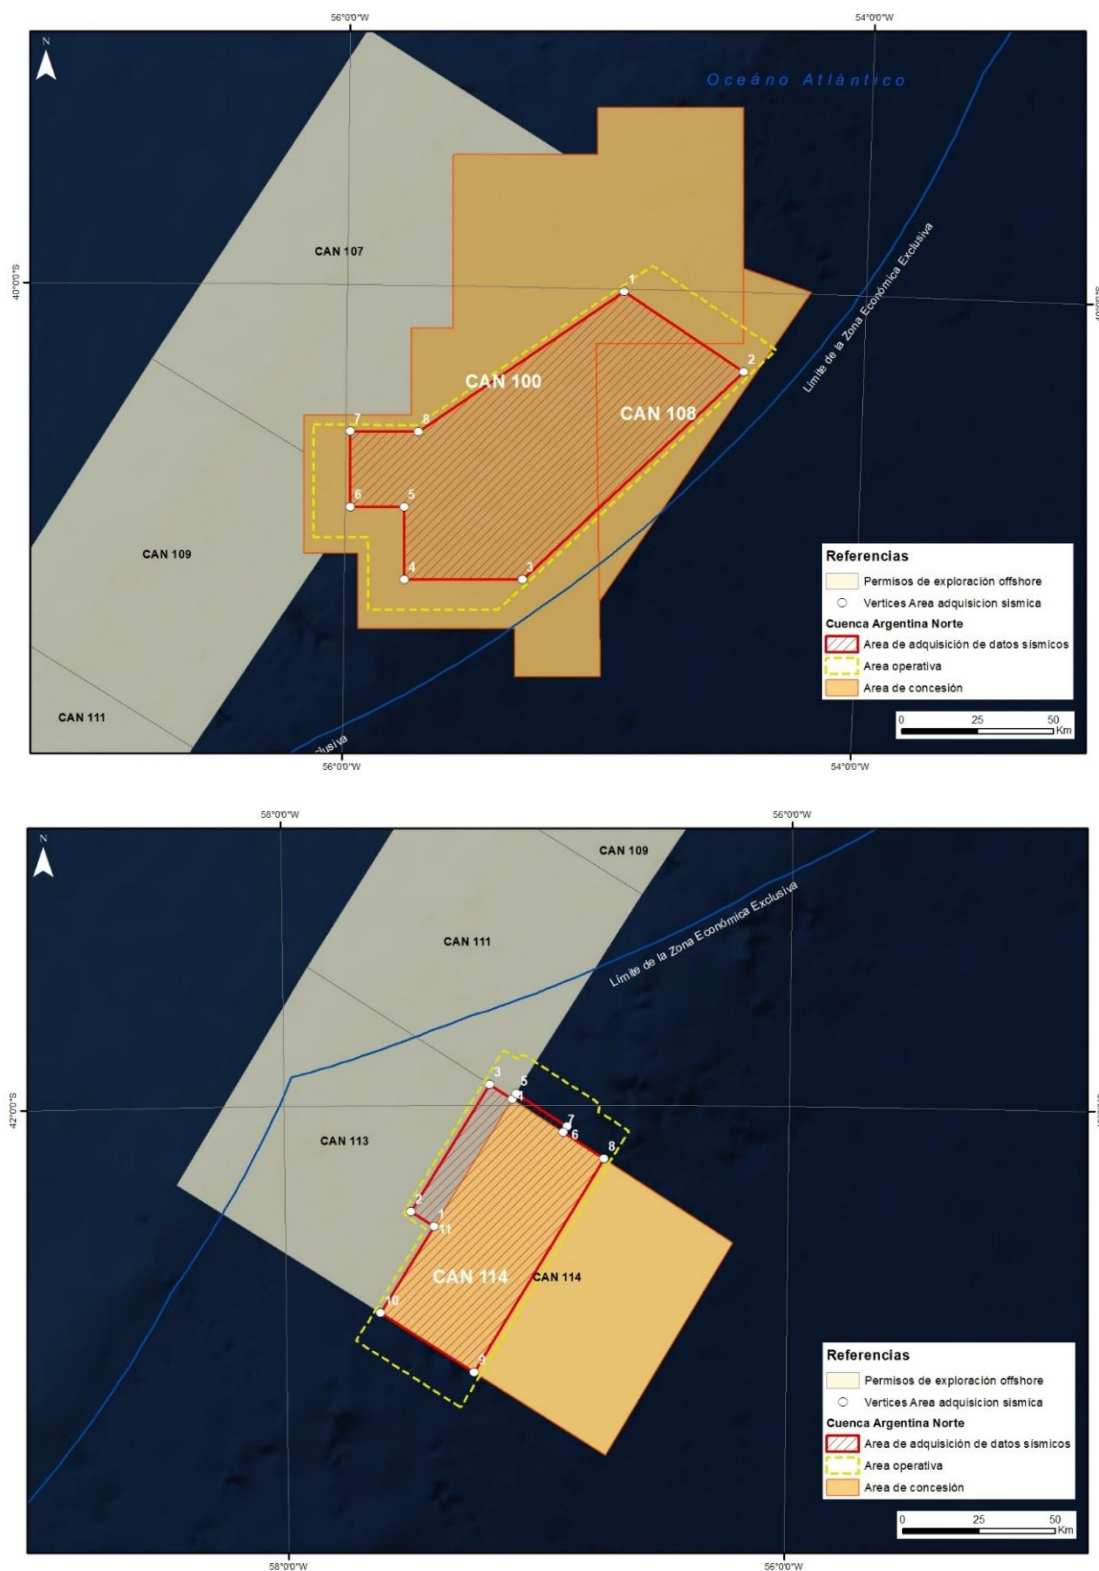 56°0'0"W
54°0'0"W
N
Oceáno Atlántico
CAN 107
40°0'0"S
1
Límite de la Zona Económica Exclusiva
2
CAN 100
CAN 108
7
8
6
5
CAN 109
4
3
CAN 111
clusiva
Referencias
Permisos de exploración offshore
Vertices Area adquisicion sismica
Cuenca Argentina Norte
Area de adquisición de datos sísmicos
Area operativa
Area de concesión
0 25 50
Km
56°0'0"W
54°0'0"W
58°0'0"W
56°0'0"W
N
CAN 109
Límite de la Zona Económica Exclusiva
CAN 111
3
5
4
42°0'0"S
7
6
CAN 113
8
2
1
11
CAN 114
CAN 114
10
9
Referencias
Permisos de exploración offshore
Vertices Area adquisicion sismica
Cuenca Argentina Norte
Area de adquisición de datos sísmicos
Area operativa
Area de concesión
0 25 50
Km
58°0'0"W
56°0'0"W